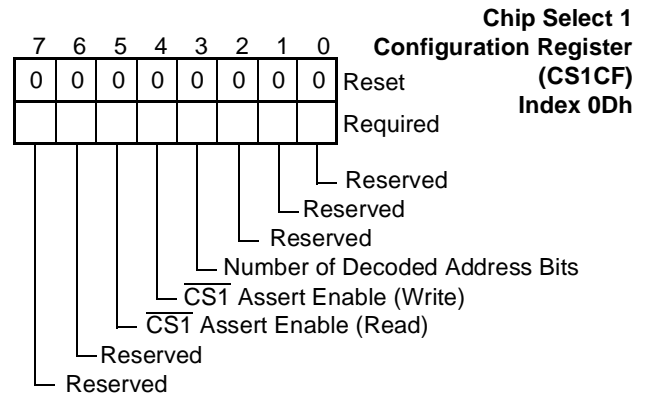 Chip Select 1
Configuration Register
(CS1CF)
Index 0Dh
7 6 5 4 3 2 1 0
0 0 0 0 0 0 0 0 Reset
Required
Reserved
Reserved
Reserved
Number of Decoded Address Bits
C̅S̅1̅ Assert Enable (Write)
C̅S̅1̅ Assert Enable (Read)
Reserved
Reserved